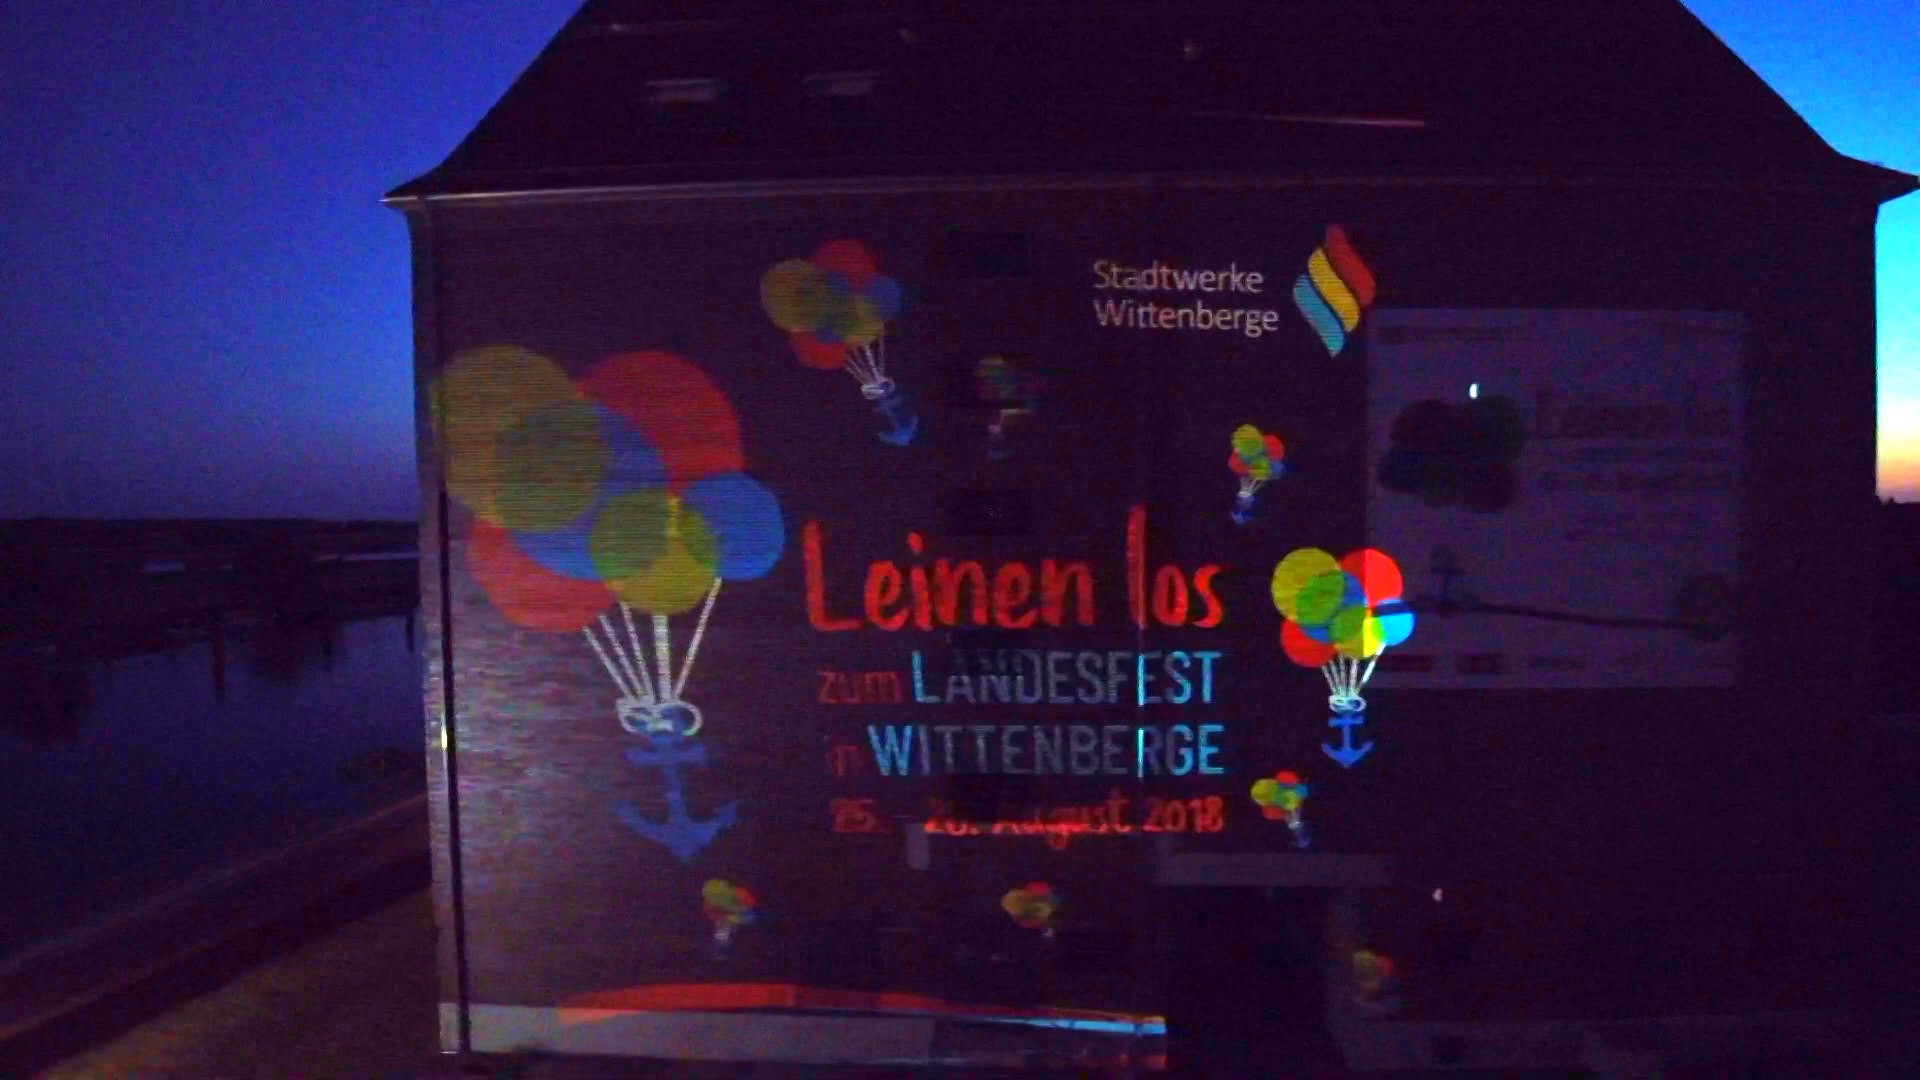 Stadtwerke
Wittenberge
Leinen los
zum LANDESFEST
in WITTENBERGE
25. - 26. August 2018